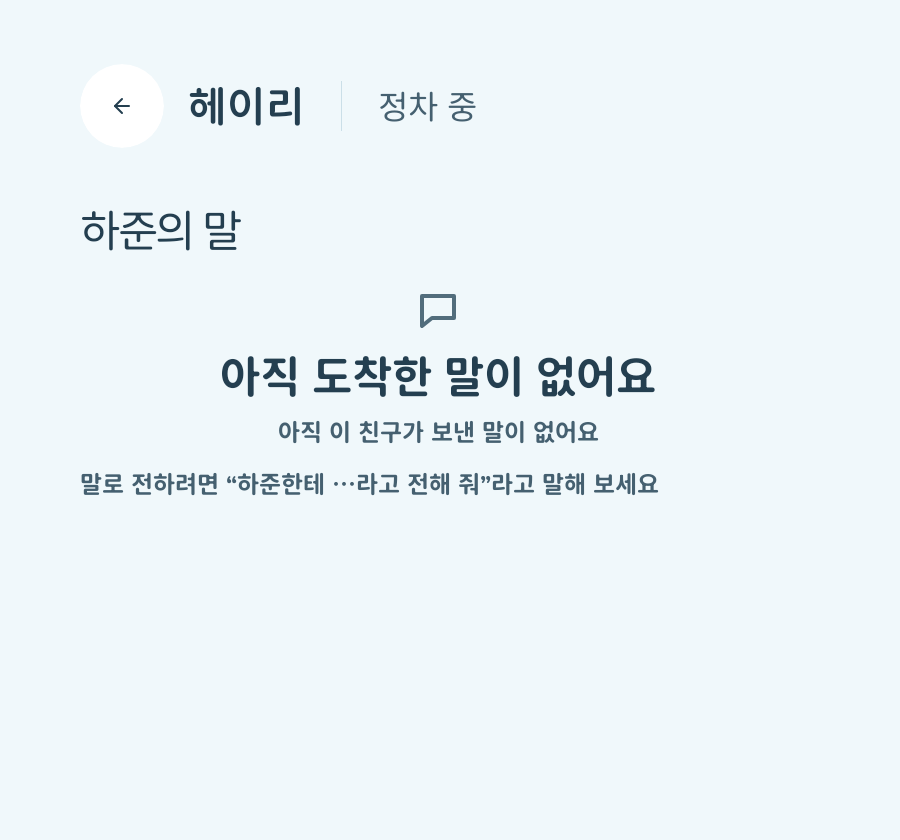 헤이리
정차 중
하준의 말
아직 도착한 말이 없어요
아직 이 친구가 보낸 말이 없어요
말로 전하려면 “하준한테 …라고 전해 줘”라고 말해 보세요